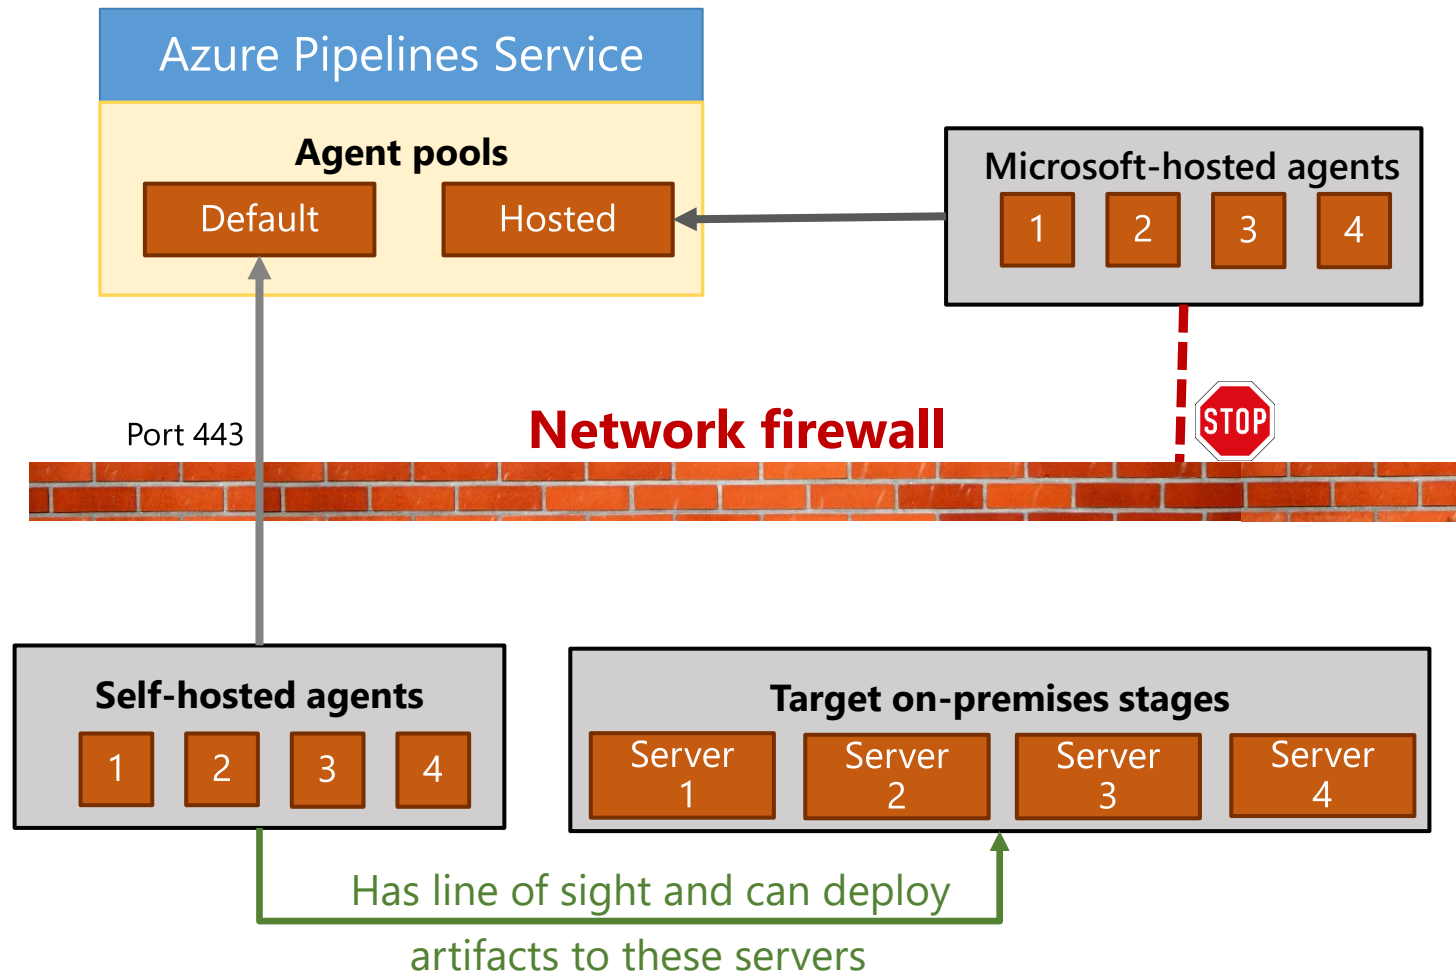 Azure Pipelines Service
Agent pools
Default
Hosted
Microsoft-hosted agents
1
2
3
4
Port 443
Network firewall
STOP
Self-hosted agents
1
2
3
4
Target on-premises stages
Server
1
Server
2
Server
3
Server
4
Has line of sight and can deploy
artifacts to these servers